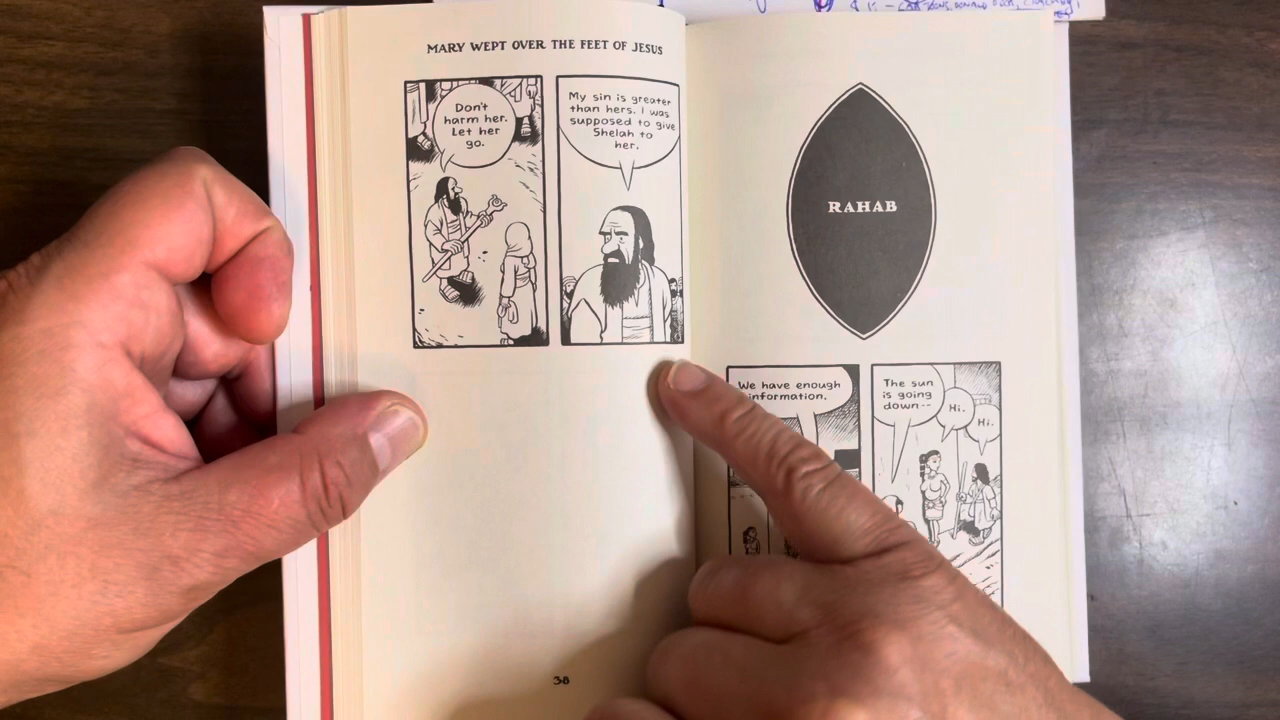 MARY WEPT OVER THE FEET OF JESUS
Don't
harm her.
Let her
go.
My sin is greater
than hers. I was
supposed to give
Shelah to
her.
38
RAHAB
We have enough
information.
The sun
is going
down--
Hi.
Hi.